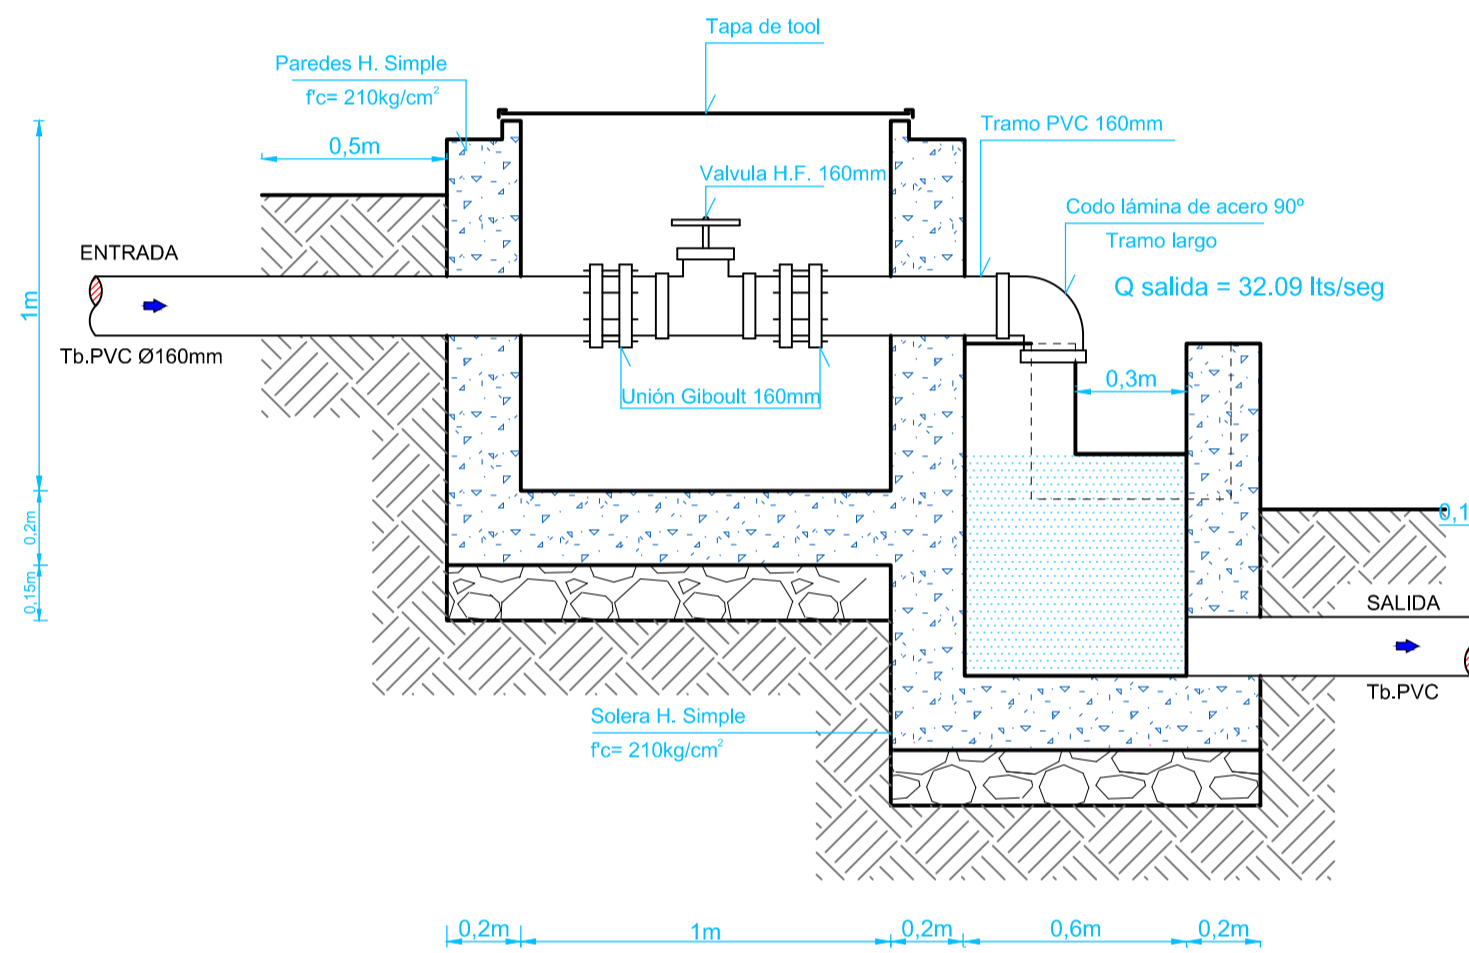 Tapa de tool
Paredes H. Simple
f'c= 210kg/cm²
Tramo PVC 160mm
0,5m
Valvula H.F. 160mm
Codo lámina de acero 90º
Tramo largo
ENTRADA
Q salida = 32.09 lts/seg
1m
Tb.PVC Ø160mm
0,3m
Unión Giboult 160mm
0,2m
0,1
0,15m
SALIDA
Tb.PVC
Solera H. Simple
f'c= 210kg/cm²
0,2m
1m
0,2m
0,6m
0,2m